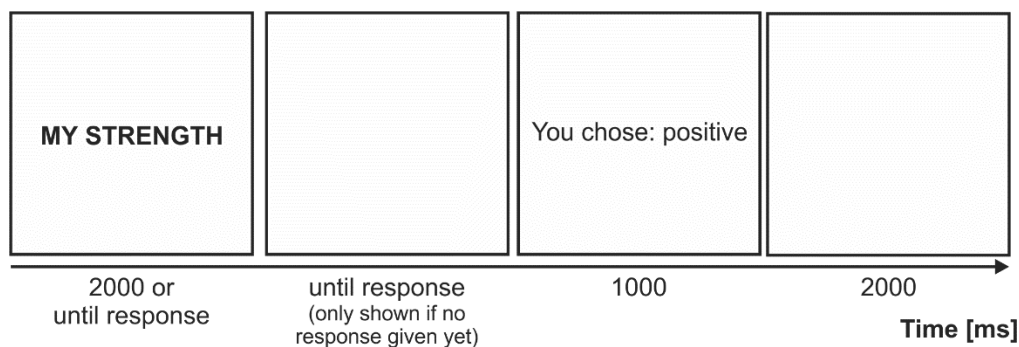 MY STRENGTH
You chose: positive
2000 or
until response
until response
(only shown if no
response given yet)
1000
2000
Time [ms]